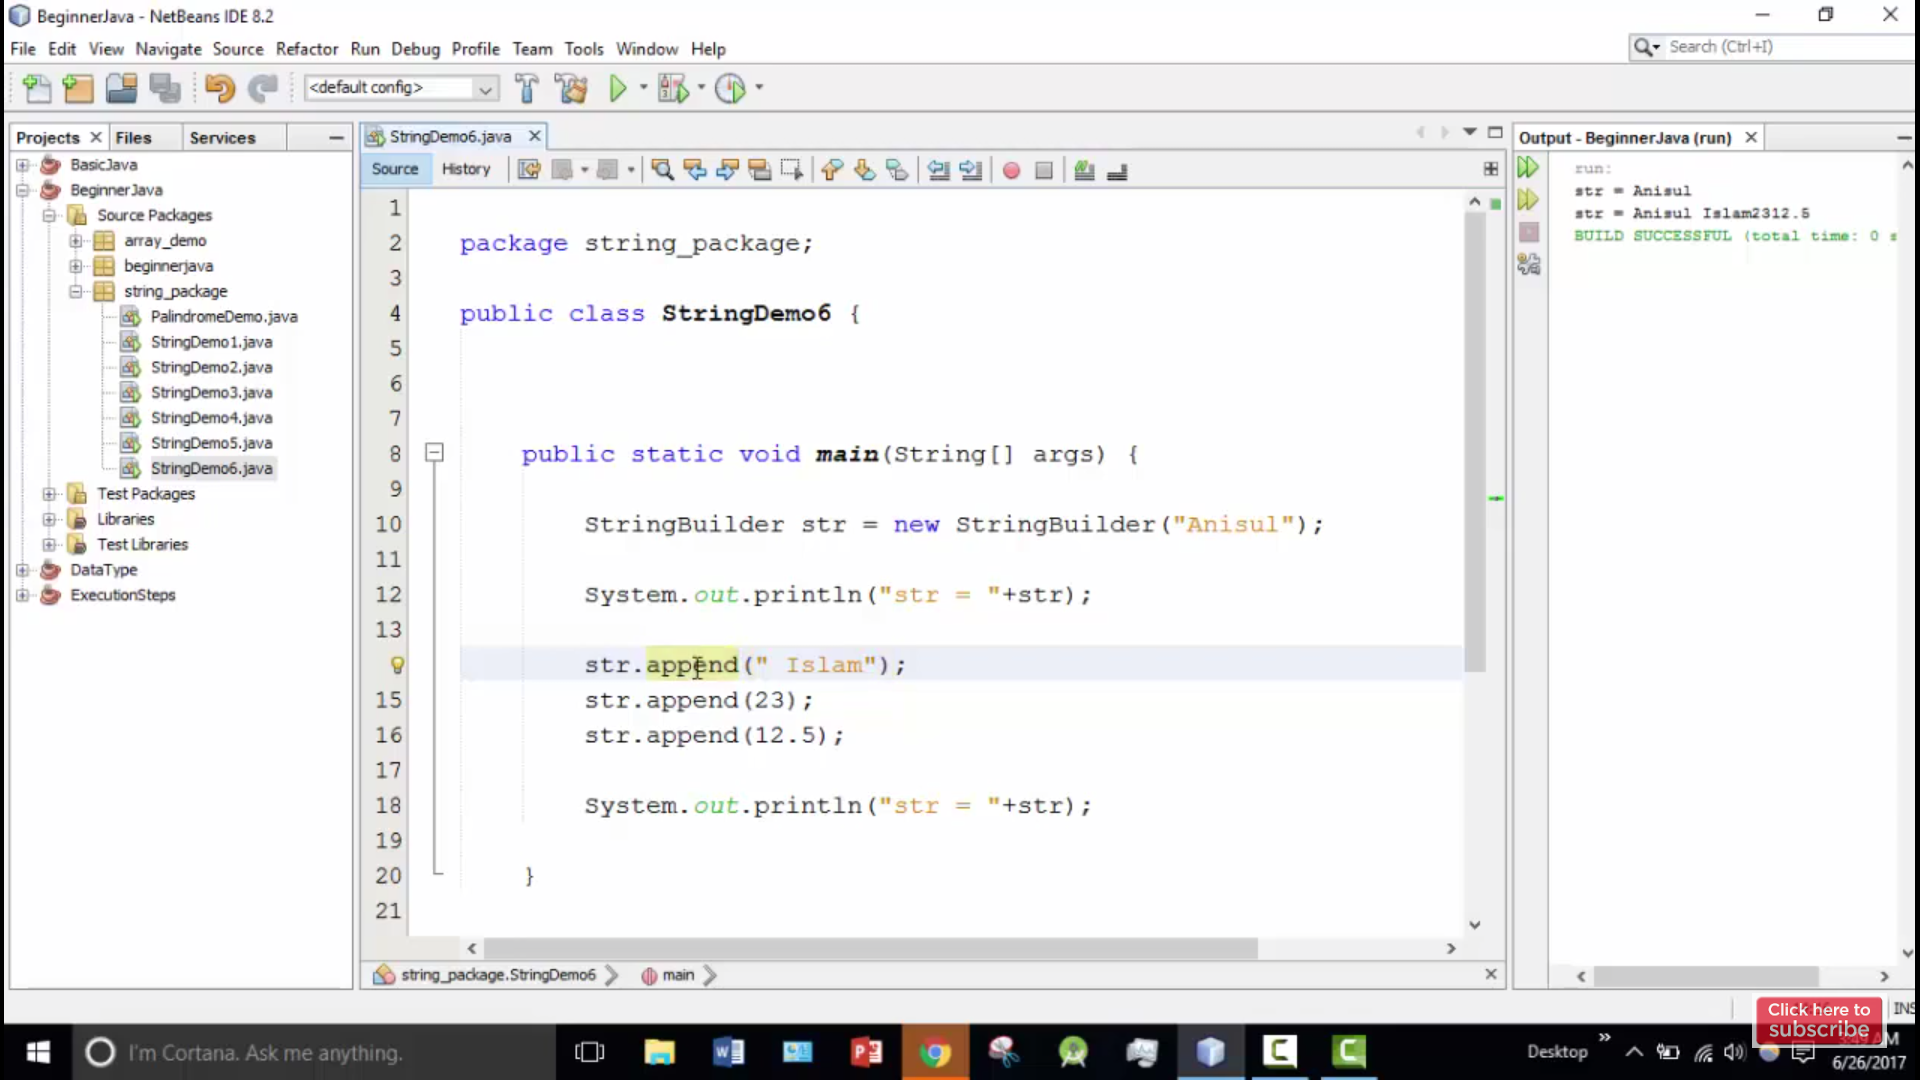 BeginnerJava - NetBeans IDE 8.2
File Edit View Navigate Source Refactor Run Debug Profile Team Tools Window Help
Search (Ctrl+I)
<default config>
Projects Files Services
BasicJava
BeginnerJava
Source Packages
array_demo
beginnerjava
string_package
PalindromeDemo.java
StringDemo1.java
StringDemo2.java
StringDemo3.java
StringDemo4.java
StringDemo5.java
StringDemo6.java
Test Packages
Libraries
Test Libraries
DataType
ExecutionSteps
StringDemo6.java
Source History
1
2 package string_package;
3
4 public class StringDemo6 {
5
6
7
8 public static void main(String[] args) {
9
10 StringBuilder str = new StringBuilder("Anisul");
11
12 System.out.println("str = "+str);
13
str.append(" Islam");
15 str.append(23);
16 str.append(12.5);
17
18 System.out.println("str = "+str);
19
20 }
21
string_package.StringDemo6 main
Output - BeginnerJava (run)
run:
str = Anisul
str = Anisul Islam2312.5
BUILD SUCCESSFUL (total time: 0 s
INS
Click here to
subscribe
I'm Cortana. Ask me anything.
Desktop
AM
6/26/2017